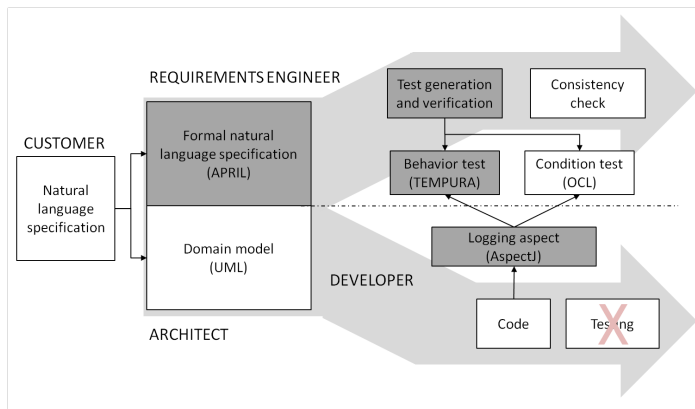 REQUIREMENTS ENGINEER
Test generation
and verification
Consistency
check
CUSTOMER
Formal natural
language specification
(APRIL)
Natural
language
specification
Behavior test
(TEMPURA)
Condition test
(OCL)
Domain model
(UML)
Logging aspect
(AspectJ)
DEVELOPER
ARCHITECT
Code
Testing